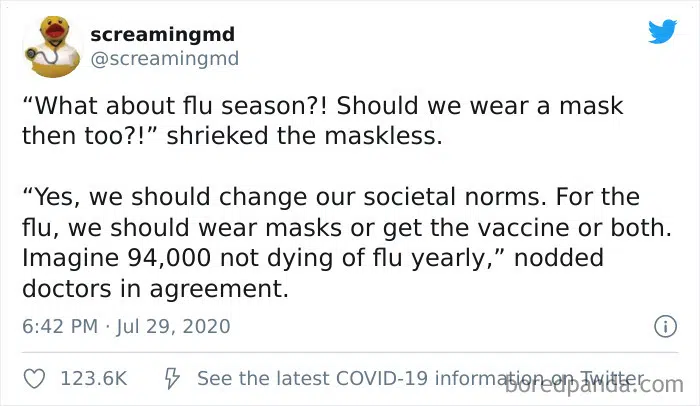 screamingmd
@screamingmd
“What about flu season?! Should we wear a mask
then too?!” shrieked the maskless.
“Yes, we should change our societal norms. For the
flu, we should wear masks or get the vaccine or both.
Imagine 94,000 not dying of flu yearly,” nodded
doctors in agreement.
6:42 PM · Jul 29, 2020
123.6K See the latest COVID-19 information on Twitter
boredpanda.com